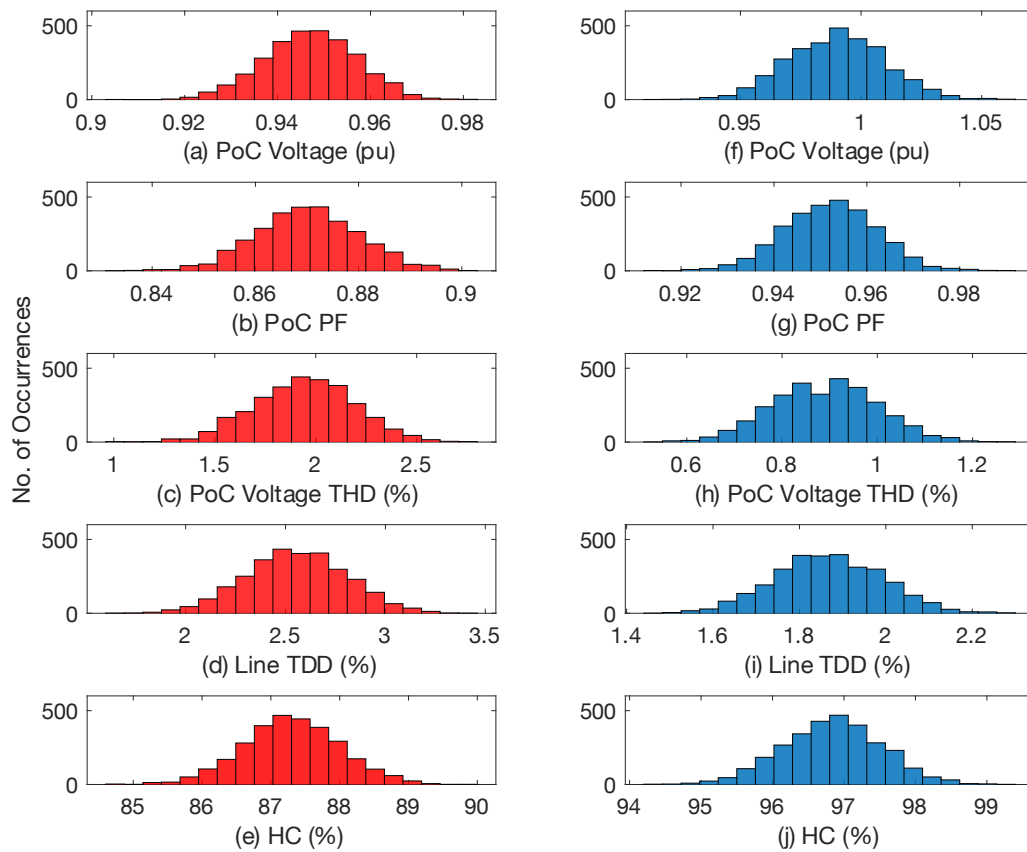 No. of Occurrences
500
0
0.9 0.92 0.94 0.96 0.98
(a) PoC Voltage (pu)
500
0
0.95 1 1.05
(f) PoC Voltage (pu)
500
0
0.84 0.86 0.88 0.9
(b) PoC PF
500
0
0.92 0.94 0.96 0.98
(g) PoC PF
500
0
1 1.5 2 2.5
(c) PoC Voltage THD (%)
500
0
0.6 0.8 1 1.2
(h) PoC Voltage THD (%)
500
0
2 2.5 3 3.5
(d) Line TDD (%)
500
0
1.4 1.6 1.8 2 2.2
(i) Line TDD (%)
500
0
85 86 87 88 89 90
(e) HC (%)
500
0
94 95 96 97 98 99
(j) HC (%)